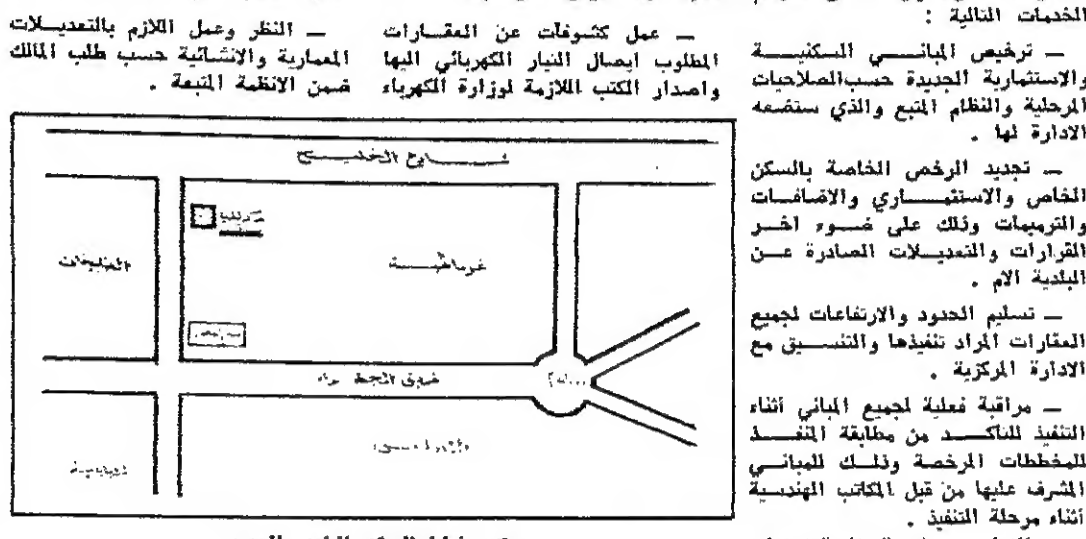 الخدمات التالية :
ـ ترخيص المباني السكنية
والاستثمارية الجديدة حسب الصلاحيات
المرحلية والنظام المتبع والذي ستضعه
الادارة لها .
ـ تجديد الرخص الخاصة بالسكن
الخاص والاستثماري والاضافات
والترميمات وذلك على ضوء اخر
القرارات والتعديلات الصادرة عن
البلدية الام .
ـ تسليم الحدود والارتفاعات لجميع
العقارات المراد تنفيذها والتنسيق مع
الادارة المركزية .
ـ مراقبة فعلية لجميع المباني أثناء
التنفيذ للتأكد من مطابقة المنفذ
للمخططات المرخصة وذلك للمباني
المشرف عليها من قبل المكاتب الهندسية
أثناء مرحلة التنفيذ .
ـ عمل كشوفات عن العقارات
المطلوب ايصال التيار الكهربائي اليها
واصدار الكتب اللازمة لوزارة الكهرباء
ـ النظر وعمل اللازم بالتعديلات
المعمارية والانشائية حسب طلب المالك
ضمن الانظمة المتبعة .
شارع الخليج
غرناطة
الصليبخات
طريق الجهراء